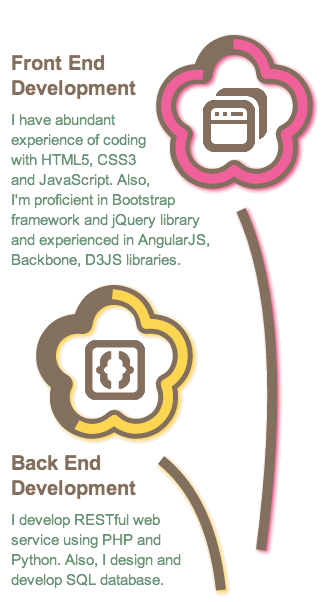 Front End
Development
I have abundant
experience of coding
with HTML5, CSS3
and JavaScript. Also,
I'm proficient in Bootstrap
framework and jQuery library
and experienced in AngularJS,
Backbone, D3JS libraries.
Back End
Development
I develop RESTful web
service using PHP and
Python. Also, I design and
develop SQL database.